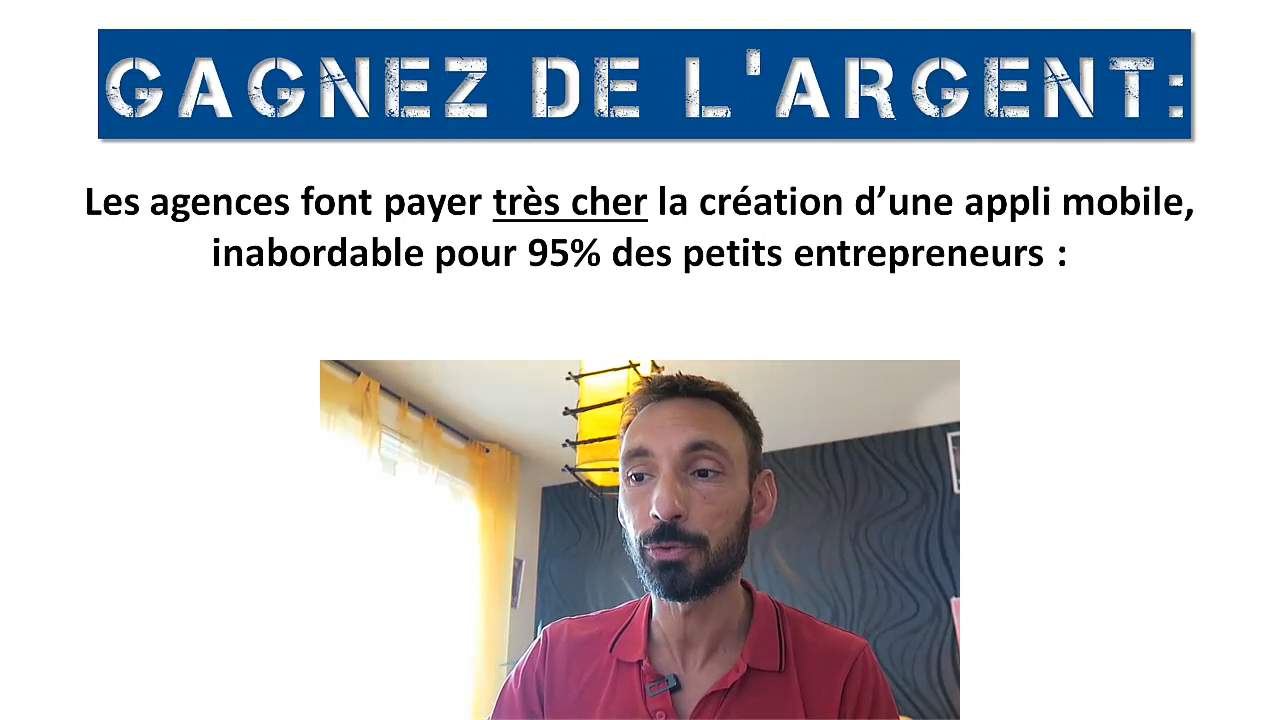 GAGNEZ DE L'ARGENT:
Les agences font payer très cher la création d’une appli mobile,
inabordable pour 95% des petits entrepreneurs :